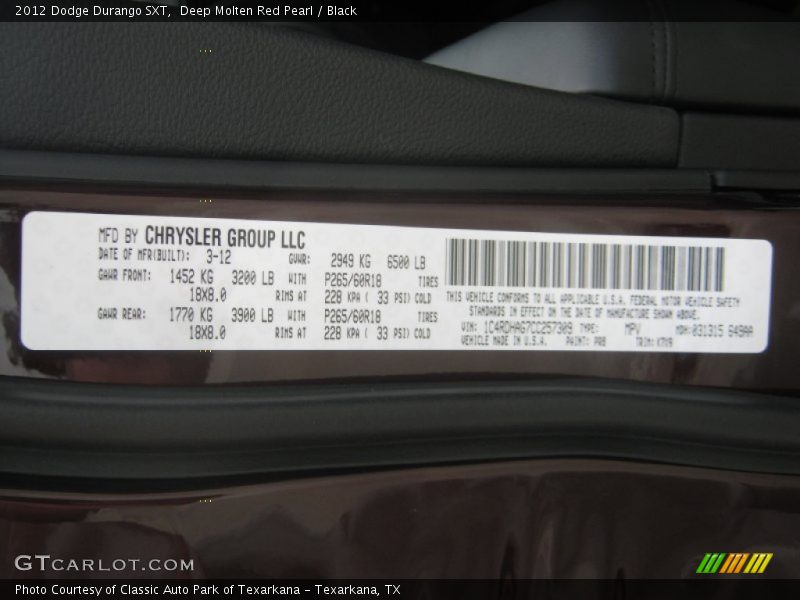 2012 Dodge Durango SXT, Deep Molten Red Pearl / Black
MFD BY CHRYSLER GROUP LLC
DATE OF MFR(BUILT): 3-12 GVWR: 2949 KG 6500 LB
GAWR FRONT: 1452 KG 3200 LB WITH P265/60R18 TIRES
18X8.0 RIMS AT 228 KPA ( 33 PSI) COLD
GAWR REAR: 1770 KG 3900 LB WITH P265/60R18 TIRES
18X8.0 RIMS AT 228 KPA ( 33 PSI) COLD
THIS VEHICLE CONFORMS TO ALL APPLICABLE U.S.A. FEDERAL MOTOR VEHICLE SAFETY
STANDARDS IN EFFECT ON THE DATE OF MANUFACTURE SHOWN ABOVE.
VIN: 1C4RDHAG7CC257309 TYPE: MPV MDH: 031315 649AA
VEHICLE MADE IN U.S.A. PAINT: PRP TRIM:
GTCARLOT.COM
Photo Courtesy of Classic Auto Park of Texarkana - Texarkana, TX